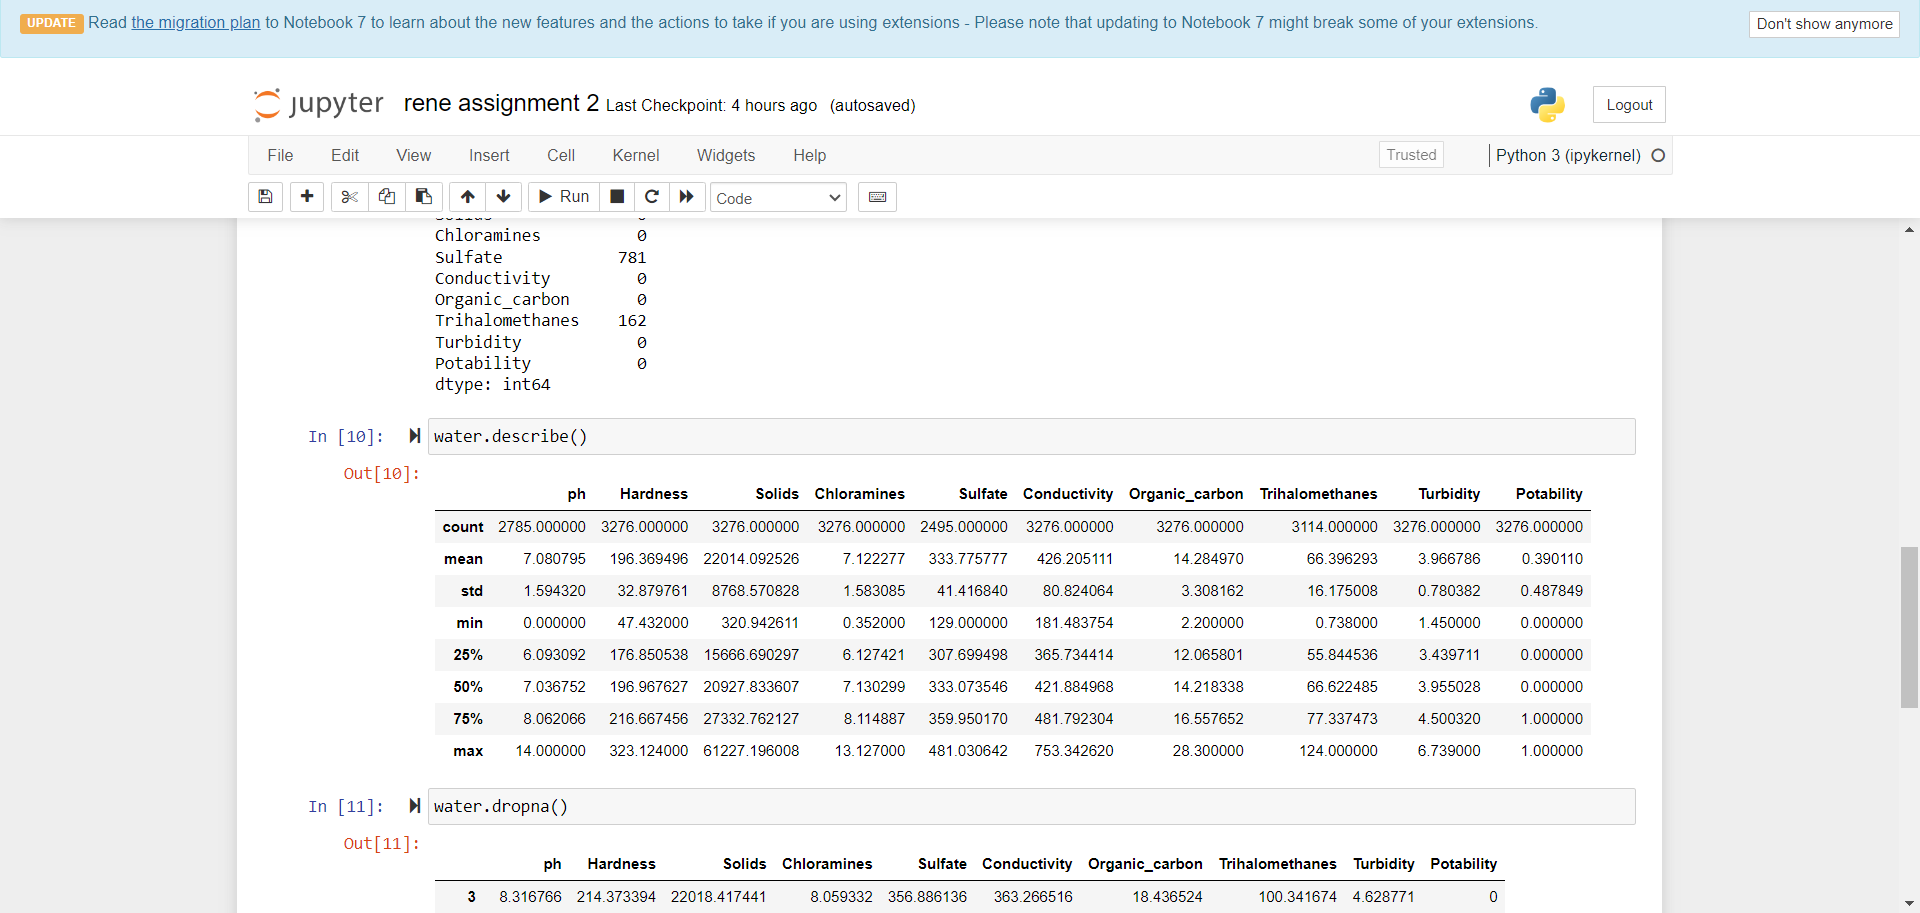 UPDATE Read the migration plan to Notebook 7 to learn about the new features and the actions to take if you are using extensions - Please note that updating to Notebook 7 might break some of your extensions. Don't show anymore
jupyter rene assignment 2 Last Checkpoint: 4 hours ago (autosaved) Logout
File Edit View Insert Cell Kernel Widgets Help Trusted Python 3 (ipykernel)
Run Code
Chloramines 0
Sulfate 781
Conductivity 0
Organic_carbon 0
Trihalomethanes 162
Turbidity 0
Potability 0
dtype: int64
In [10]: water.describe()
Out[10]:
ph Hardness Solids Chloramines Sulfate Conductivity Organic_carbon Trihalomethanes Turbidity Potability
count 2785.000000 3276.000000 3276.000000 3276.000000 2495.000000 3276.000000 3276.000000 3114.000000 3276.000000 3276.000000
mean 7.080795 196.369496 22014.092526 7.122277 333.775777 426.205111 14.284970 66.396293 3.966786 0.390110
std 1.594320 32.879761 8768.570828 1.583085 41.416840 80.824064 3.308162 16.175008 0.780382 0.487849
min 0.000000 47.432000 320.942611 0.352000 129.000000 181.483754 2.200000 0.738000 1.450000 0.000000
25% 6.093092 176.850538 15666.690297 6.127421 307.699498 365.734414 12.065801 55.844536 3.439711 0.000000
50% 7.036752 196.967627 20927.833607 7.130299 333.073546 421.884968 14.218338 66.622485 3.955028 0.000000
75% 8.062066 216.667456 27332.762127 8.114887 359.950170 481.792304 16.557652 77.337473 4.500320 1.000000
max 14.000000 323.124000 61227.196008 13.127000 481.030642 753.342620 28.300000 124.000000 6.739000 1.000000
In [11]: water.dropna()
Out[11]:
ph Hardness Solids Chloramines Sulfate Conductivity Organic_carbon Trihalomethanes Turbidity Potability
3 8.316766 214.373394 22018.417441 8.059332 356.886136 363.266516 18.436524 100.341674 4.628771 0